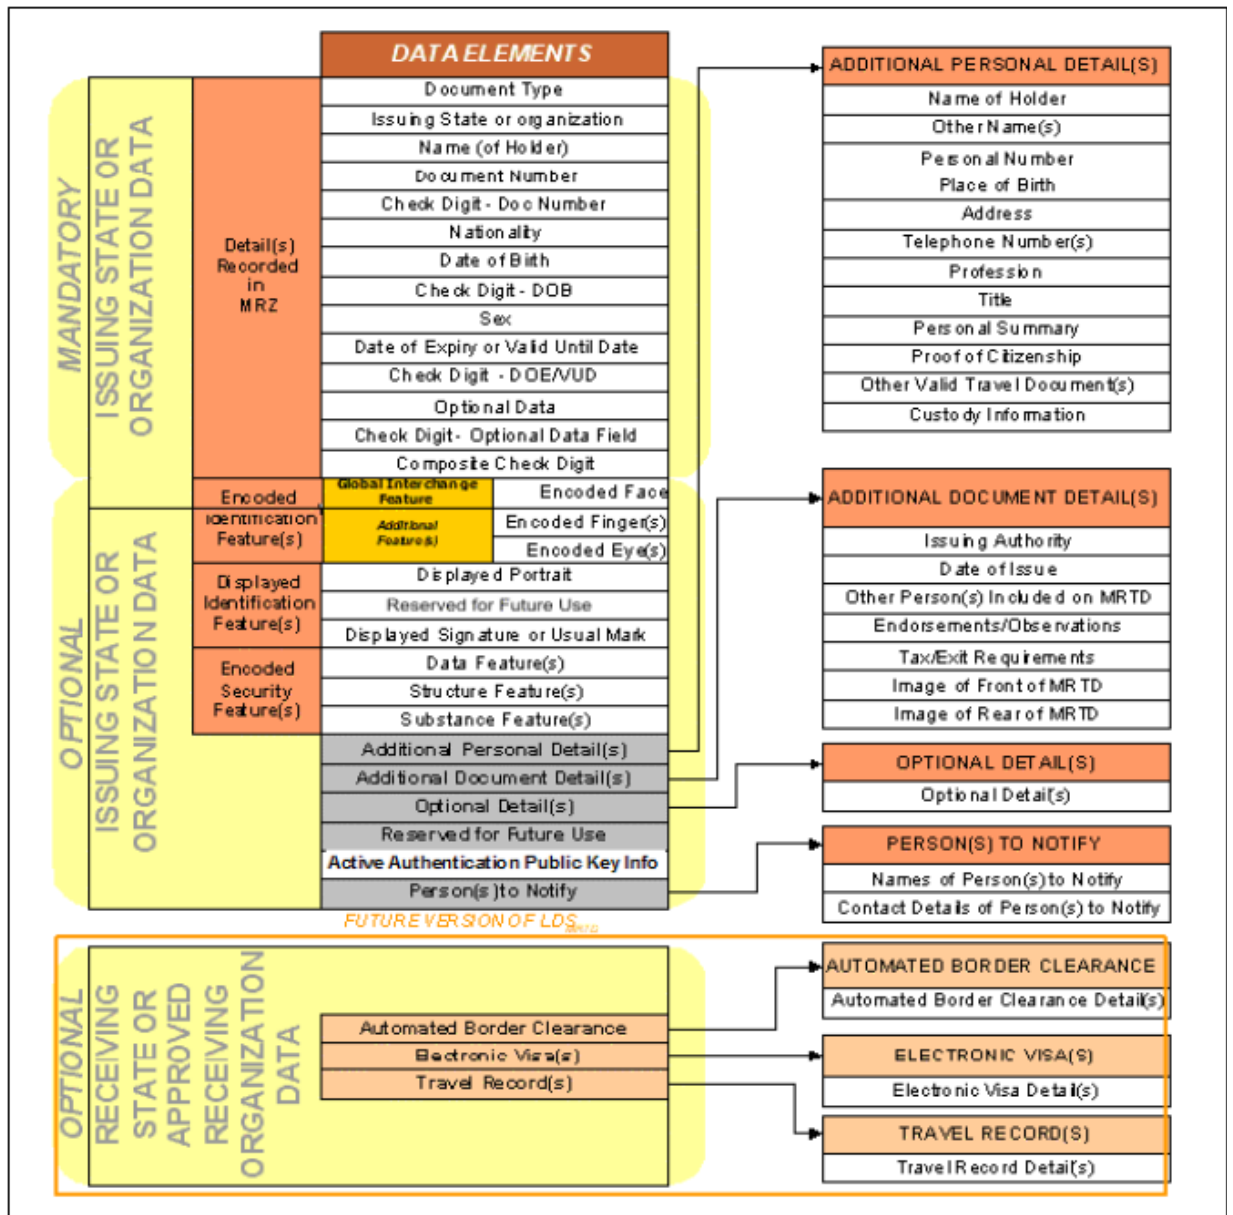 DATA ELEMENTS
MANDATORY
ISSUING STATE OR
ORGANIZATION DATA
Detail(s)
Recorded
in
MRZ
Document Type
Issuing State or organization
Name (of Holder)
Document Number
Check Digit - Doc Number
Nationality
Date of Birth
Check Digit - DOB
Sex
Date of Expiry or Valid Until Date
Check Digit - DOE/VUD
Optional Data
Check Digit- Optional Data Field
Composite Check Digit
OPTIONAL
ISSUING STATE OR
ORGANIZATION DATA
Encoded
Identification
Feature(s)
Global Interchange
Feature
Encoded Face
Additional
Feature(s)
Encoded Finger(s)
Encoded Eye(s)
Displayed
Identification
Feature(s)
Displayed Portrait
Reserved for Future Use
Displayed Signature or Usual Mark
Encoded
Security
Feature(s)
Data Feature(s)
Structure Feature(s)
Substance Feature(s)
Additional Personal Detail(s)
Additional Document Detail(s)
Optional Detail(s)
Reserved for Future Use
Active Authentication Public Key Info
Person(s)to Notify
ADDITIONAL PERSONAL DETAIL(S)
Name of Holder
Other Name(s)
Personal Number
Place of Birth
Address
Telephone Number(s)
Profession
Title
Personal Summary
Proof of Citizenship
Other Valid Travel Document(s)
Custody Information
ADDITIONAL DOCUMENT DETAIL(S)
Issuing Authority
Date of Issue
Other Person(s) Included on MRTD
Endorsements/Observations
Tax/Exit Requirements
Image of Front of MRTD
Image of Rear of MRTD
OPTIONAL DETAIL(S)
Optional Detail(s)
PERSON(S) TO NOTIFY
Names of Person(s)to Notify
Contact Details of Person(s) to Notify
FUTURE VERSION OF LDS
OPTIONAL
RECEIVING
STATE OR
APPROVED
RECEIVING
ORGANIZATION
DATA
Automated Border Clearance
Electronic Visa(s)
Travel Record(s)
AUTOMATED BORDER CLEARANCE
Automated Border Clearance Detail(s)
ELECTRONIC VISA(S)
Electronic Visa Detail(s)
TRAVEL RECORD(S)
Travel Record Detail(s)